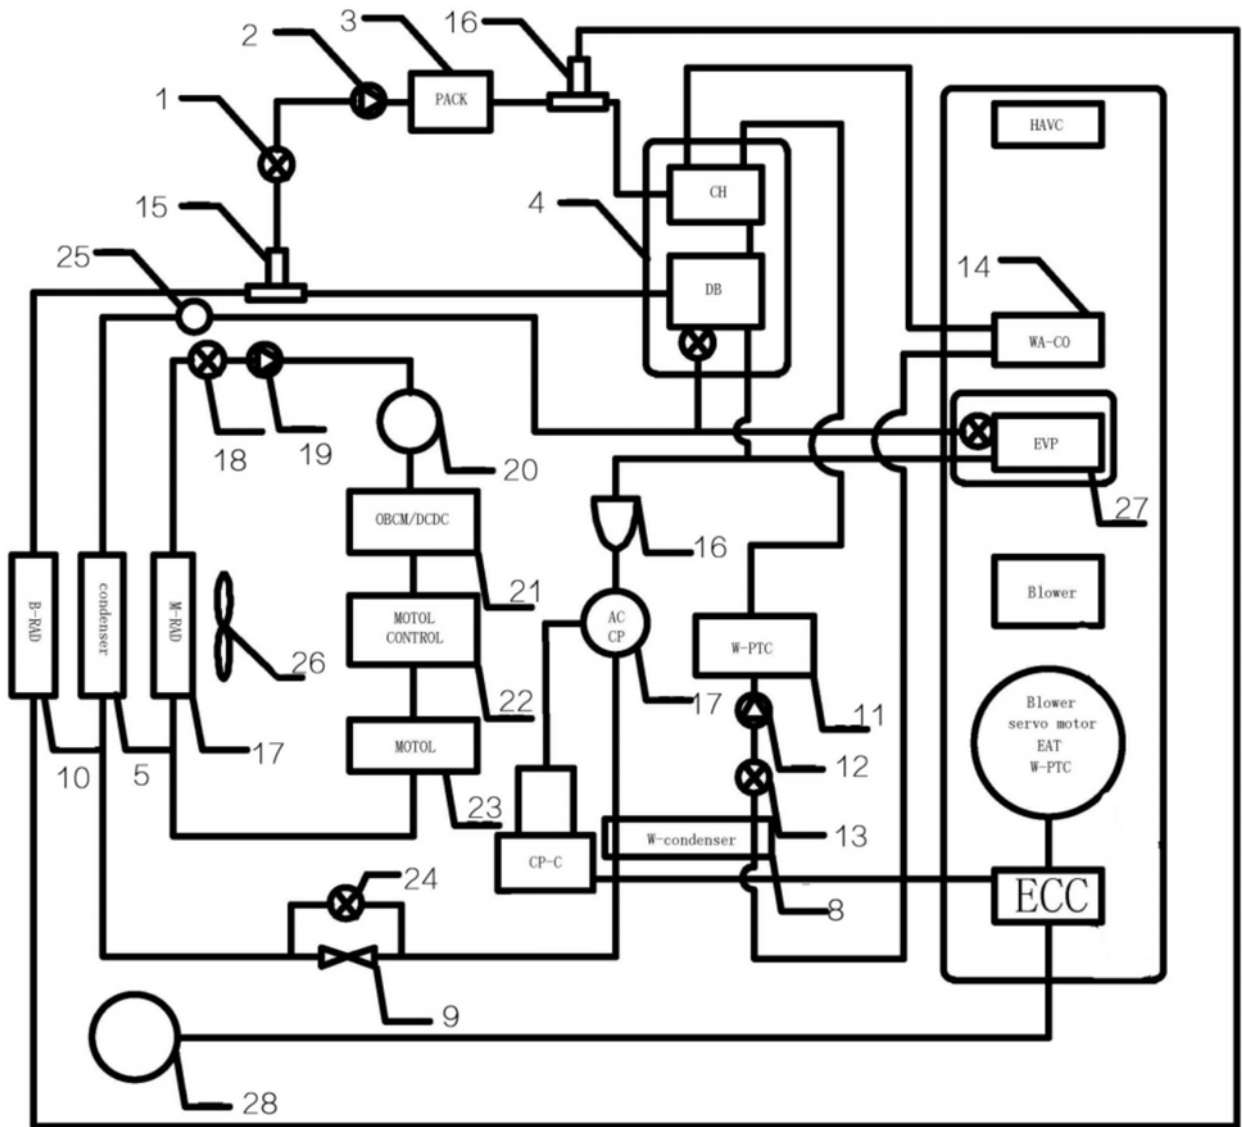 2
3
16
PACK
1
HAVC
CH
4
15
25
DB
14
WA-CO
18
19
20
EVP
27
OBCM/DCDC
16
B-RAD
condenser
M-RAD
26
21
MOTOL
CONTROL
AC
CP
W-PTC
Blower
22
17
11
10
5
17
MOTOL
12
Blower
servo motor
EAT
W-PTC
23
13
W-condenser
CP-C
24
8
ECC
9
28